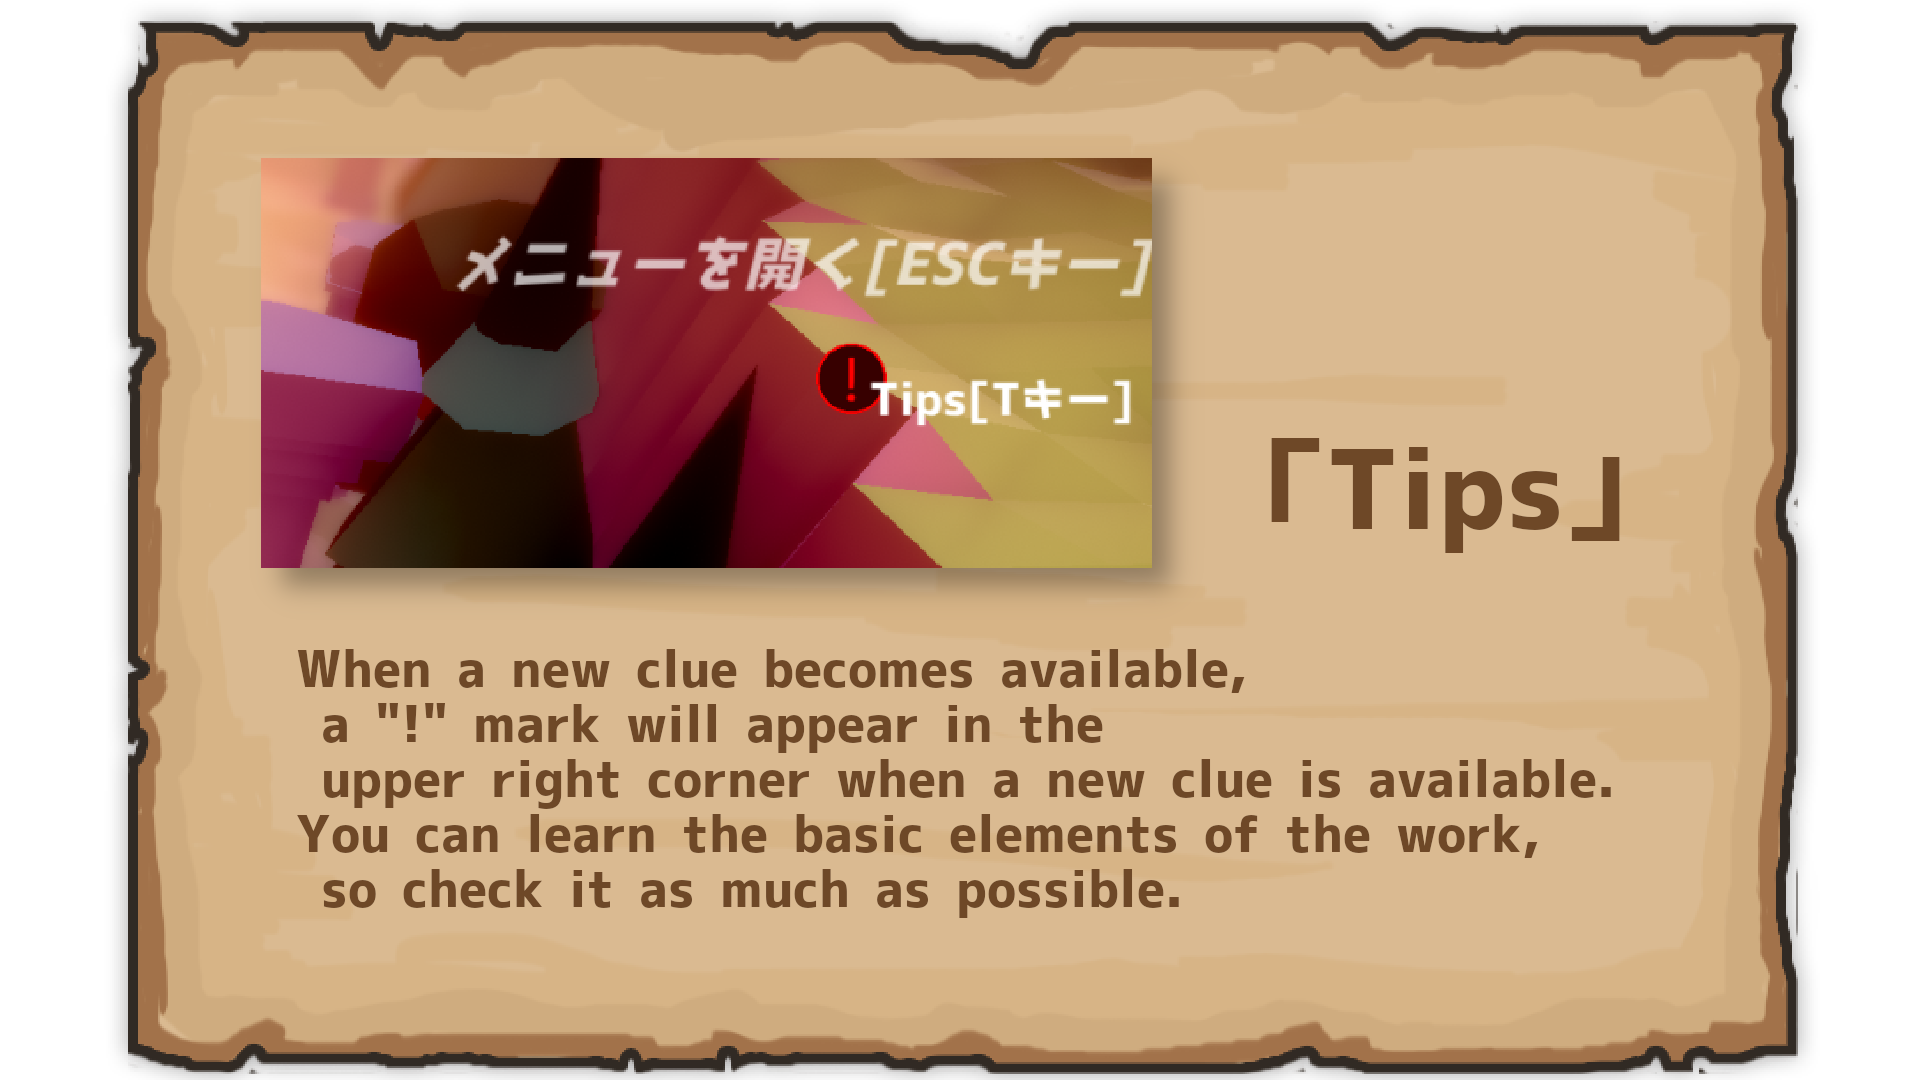 メニューを開く[ESCキー]
! Tips[Tキー]
「Tips」
When a new clue becomes available,
a "!" mark will appear in the
upper right corner when a new clue is available.
You can learn the basic elements of the work,
so check it as much as possible.